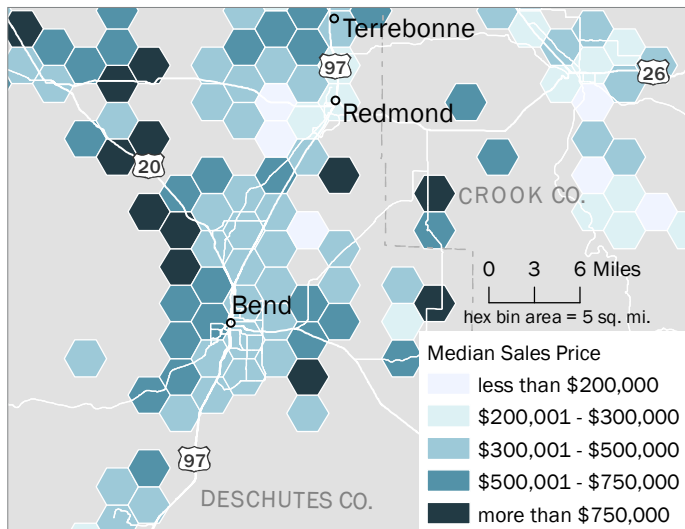 Terrebonne
97
26
Redmond
20
CROOK CO.
0 3 6 Miles
hex bin area = 5 sq. mi.
Bend
Median Sales Price
less than $200,000
$200,001 - $300,000
$300,001 - $500,000
$500,001 - $750,000
more than $750,000
97
DESCHUTES CO.